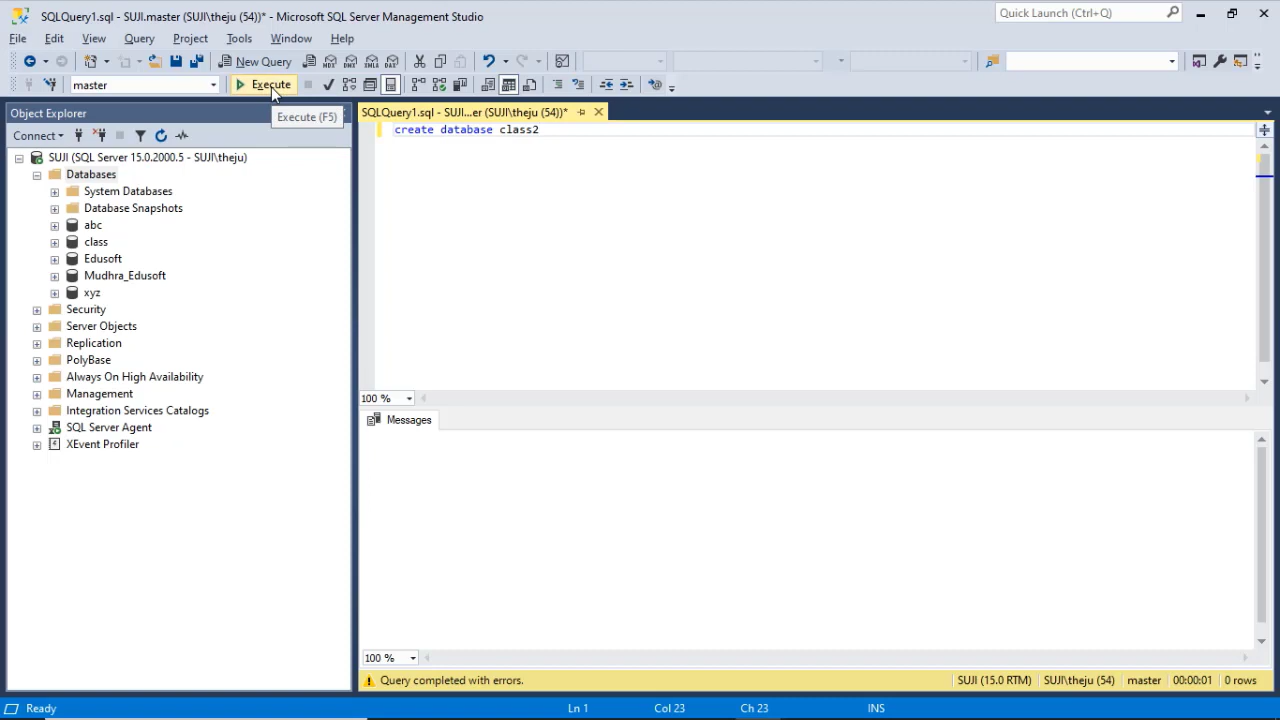 SQLQuery1.sql - SUJI.master (SUJI\theju (54))* - Microsoft SQL Server Management Studio
Quick Launch (Ctrl+Q)
File Edit View Query Project Tools Window Help
New Query
MDX DMX XMLA DAX
master
Execute
Execute (F5)
Object Explorer
SQLQuery1.sql - SUJI...er (SUJI\theju (54))*
Connect
create database class2
SUJI (SQL Server 15.0.2000.5 - SUJI\theju)
Databases
System Databases
Database Snapshots
abc
class
Edusoft
Mudhra_Edusoft
xyz
Security
Server Objects
Replication
PolyBase
Always On High Availability
Management
Integration Services Catalogs
SQL Server Agent
XEvent Profiler
100 %
Messages
100 %
Query completed with errors.
SUJI (15.0 RTM) SUJI\theju (54) master 00:00:01 0 rows
Ready Ln 1 Col 23 Ch 23 INS